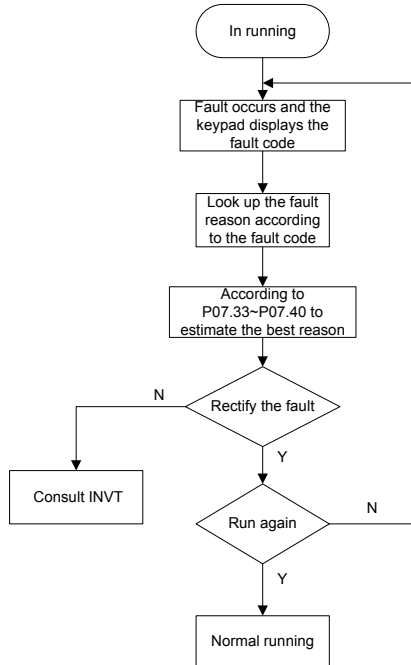 In running
Fault occurs and the
keypad displays the
fault code
Look up the fault
reason according
to the fault code
According to
P07.33~P07.40 to
estimate the best reason
N
Rectify the fault
Y
Consult INVT
Run again
N
Y
Normal running